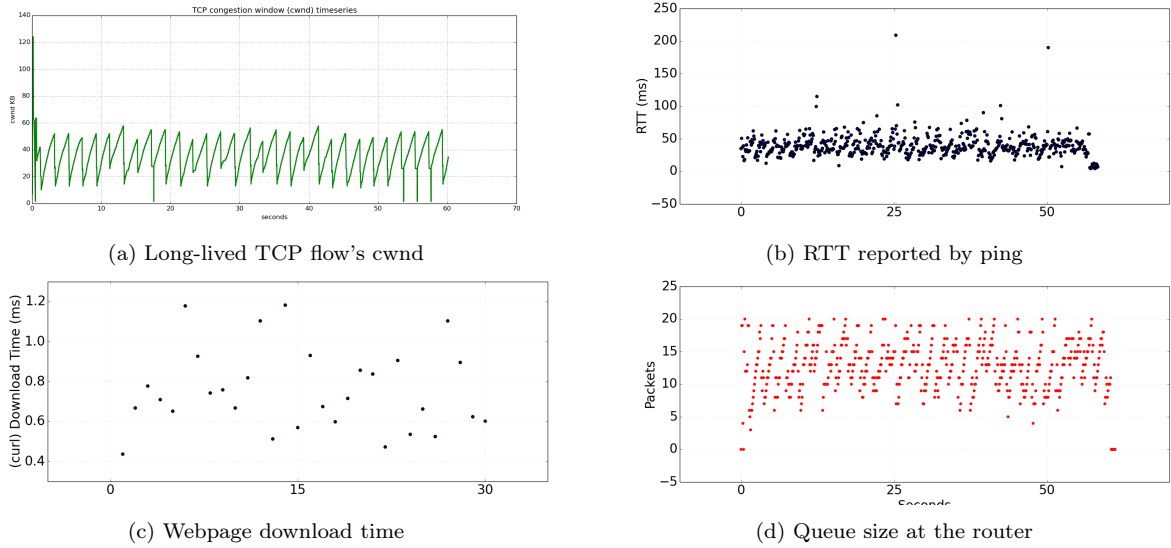 TCP congestion window (cwnd) timeseries
140
120
100
80
60
40
20
0
cwnd KB
0 10 20 30 40 50 60 70
seconds
(a) Long-lived TCP flow's cwnd
250
200
150
100
50
0
−50
RTT (ms)
0 25 50
(b) RTT reported by ping
1.2
1.0
0.8
0.6
0.4
(curl) Download Time (ms)
0 15 30
(c) Webpage download time
25
20
15
10
5
0
−5
Packets
0 25 50
Seconds
(d) Queue size at the router